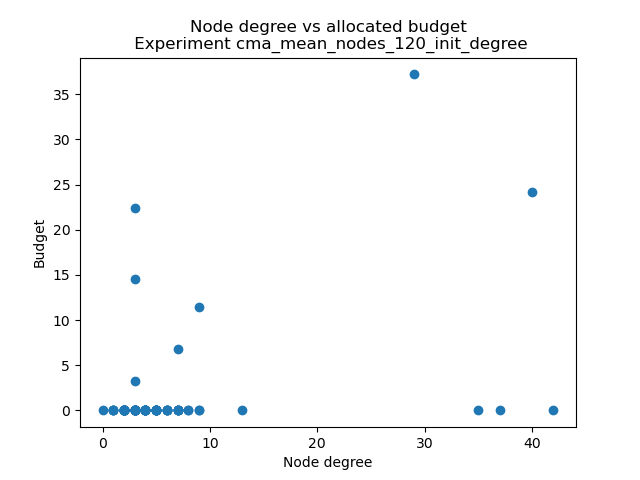 Node degree vs allocated budget
Experiment cma_mean_nodes_120_init_degree
Budget
35
30
25
20
15
10
5
0
0 10 20 30 40
Node degree